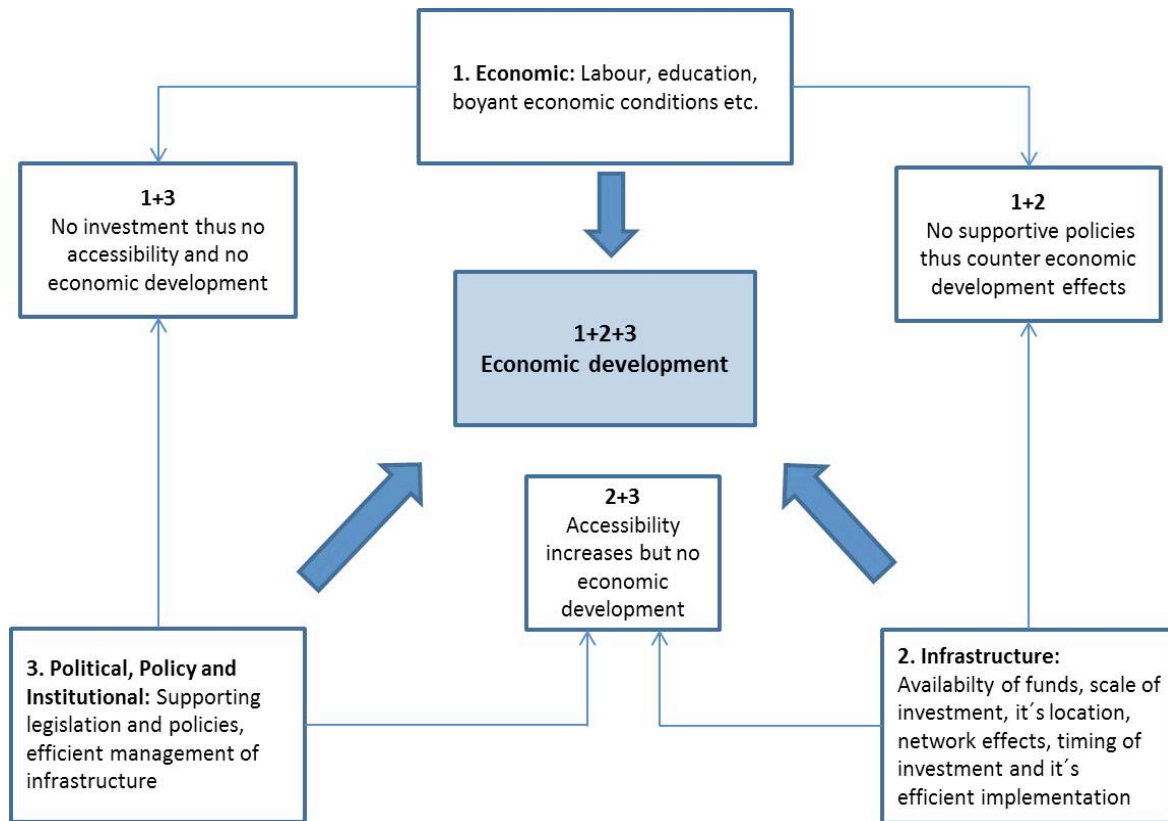 1. Economic: Labour, education,
boyant economic conditions etc.
1+3
No investment thus no
accessibility and no
economic development
1+2
No supportive policies
thus counter economic
development effects
1+2+3
Economic development
2+3
Accessibility
increases but no
economic
development
3. Political, Policy and
Institutional: Supporting
legislation and policies,
efficient management of
infrastructure
2. Infrastructure:
Availabilty of funds, scale of
investment, it´s location,
network effects, timing of
investment and it´s
efficient implementation